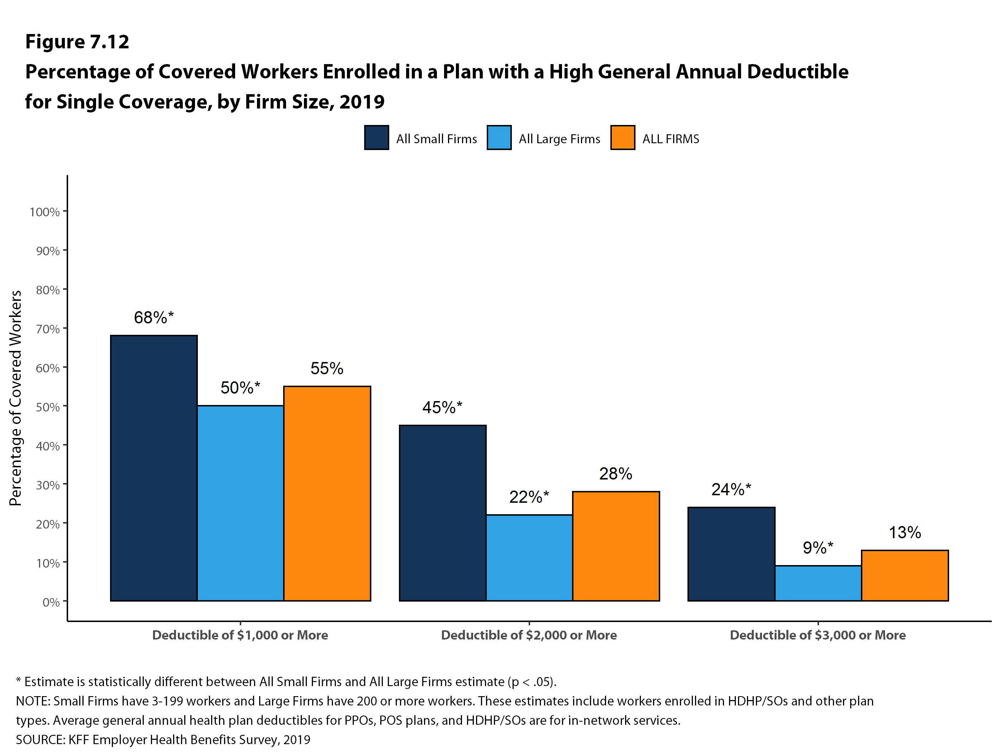 Figure 7.12
Percentage of Covered Workers Enrolled in a Plan with a High General Annual Deductible
for Single Coverage, by Firm Size, 2019
All Small Firms
All Large Firms
ALL FIRMS
Percentage of Covered Workers
100%
90%
80%
70%
60%
50%
40%
30%
20%
10%
0%
68%*
50%*
55%
45%*
22%*
28%
24%*
9%*
13%
Deductible of $1,000 or More
Deductible of $2,000 or More
Deductible of $3,000 or More
* Estimate is statistically different between All Small Firms and All Large Firms estimate (p < .05).
NOTE: Small Firms have 3-199 workers and Large Firms have 200 or more workers. These estimates include workers enrolled in HDHP/SOs and other plan
types. Average general annual health plan deductibles for PPOs, POS plans, and HDHP/SOs are for in-network services.
SOURCE: KFF Employer Health Benefits Survey, 2019